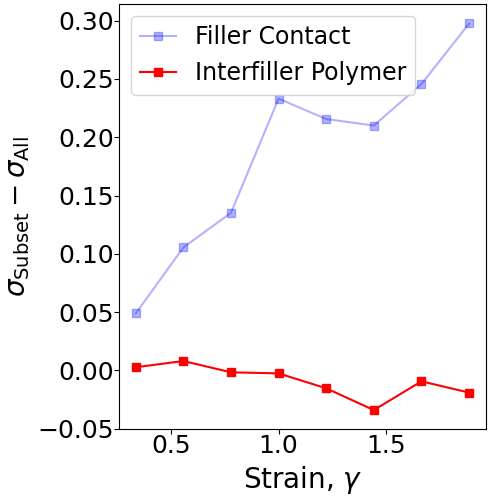 Filler Contact
Interfiller Polymer
0.30
0.25
0.20
0.15
0.10
0.05
0.00
−0.05
σSubset − σAll
0.5
1.0
1.5
Strain, γ